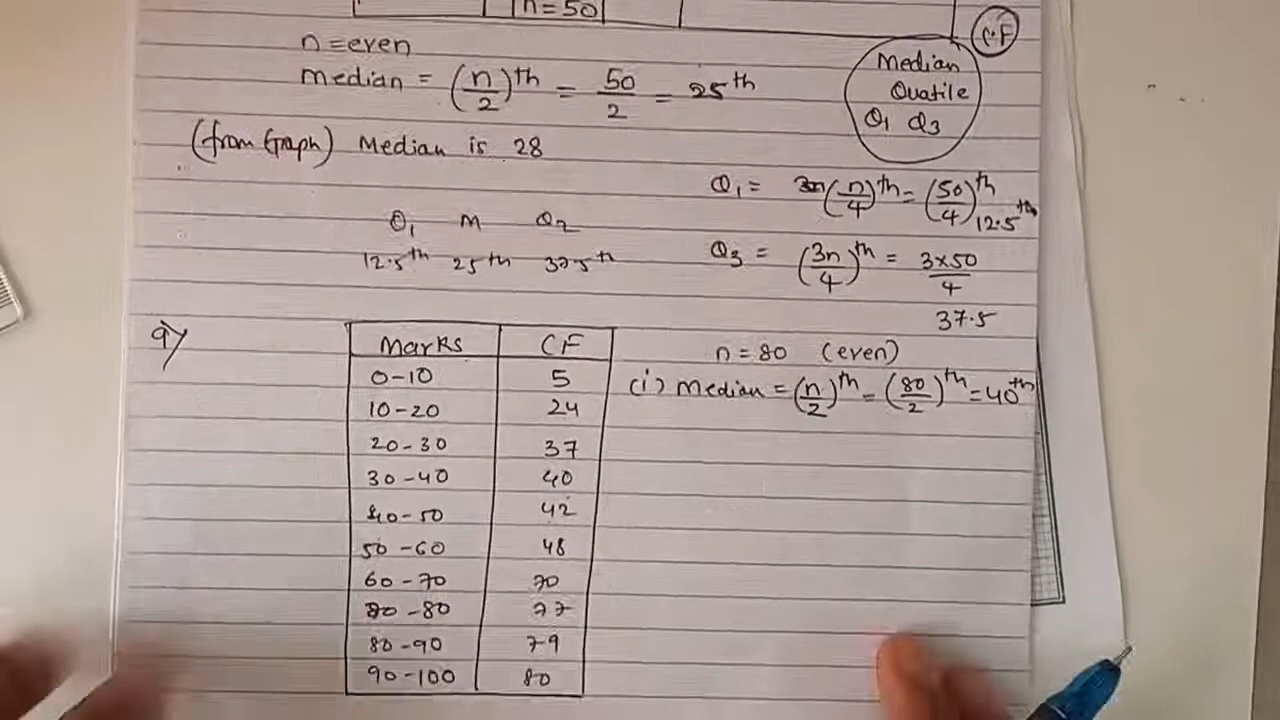 n=50
C.F
n=even
median = (n/2)th = 50/2 = 25th
Median
Quatile
Q1 Q3
(from Graph) Median is 28
Q1 = (n/4)th = (50/4)th 12.5th
Q1 M Q2
12.5th 25th 37.5th
Q3 = (3n/4)th = 3x50/4
37.5
9)
Marks CF
0-10 5
10-20 24
20-30 37
30-40 40
40-50 42
50-60 48
60-70 70
70-80 77
80-90 79
90-100 80
n=80 (even)
(i) Median = (n/2)th = (80/2)th = 40th